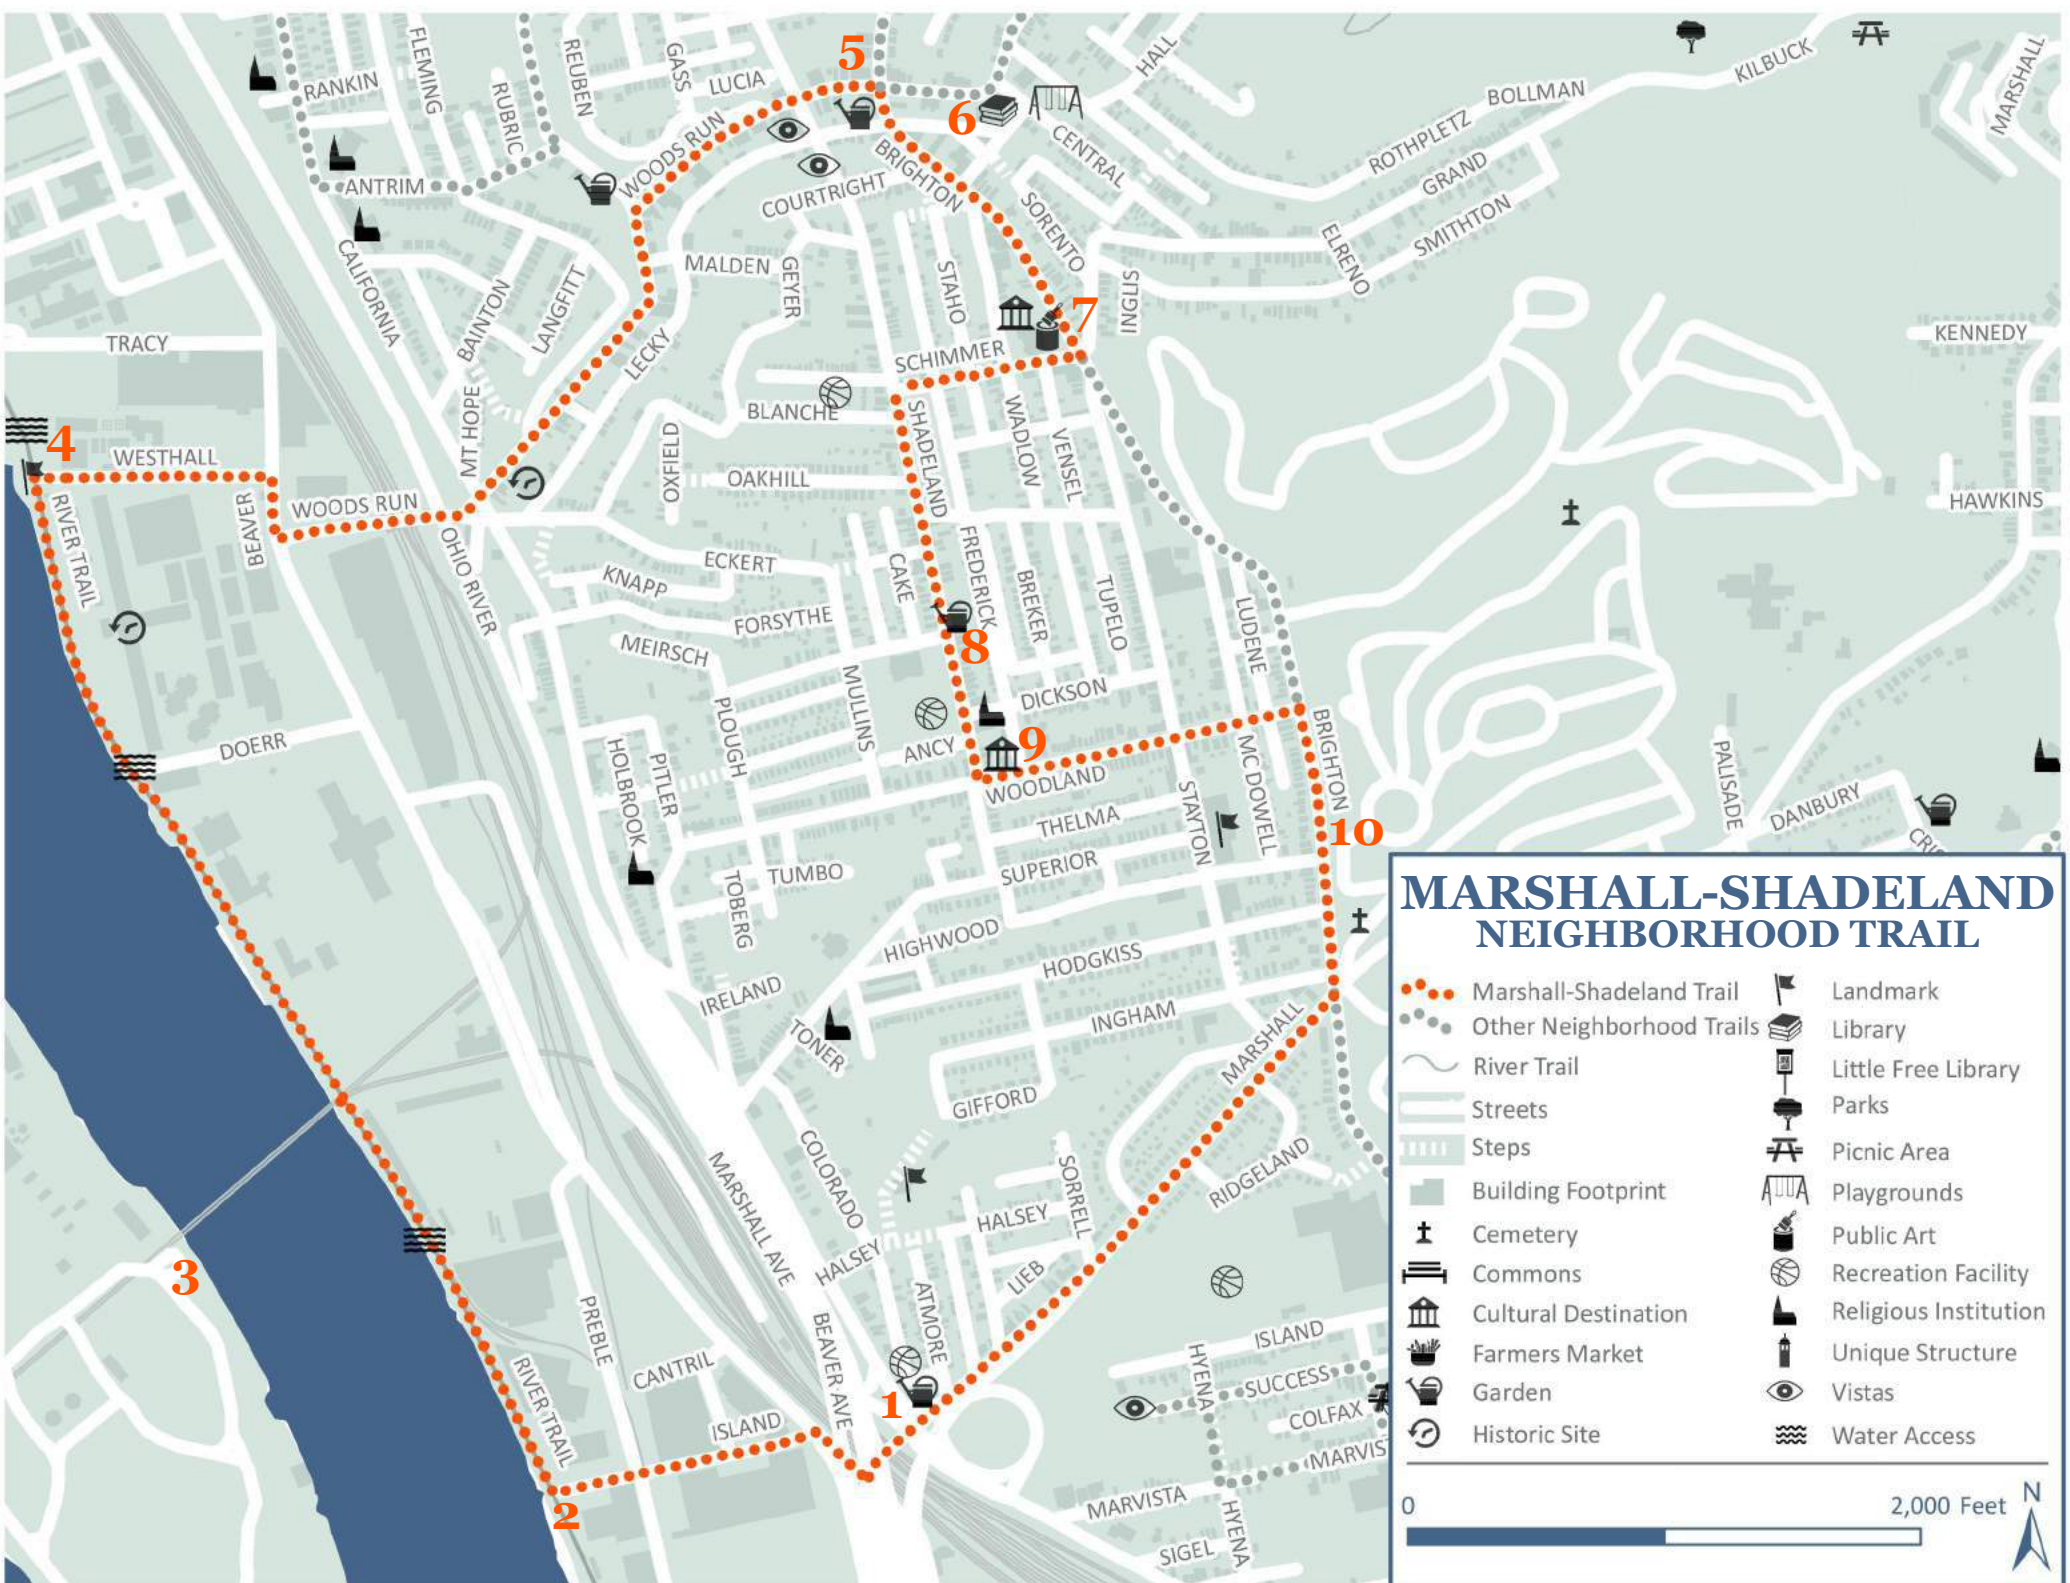 5
HALL
KILBUCK
MARSHALL
FLEMING
REUBEN
GASS
LUCIA
RANKIN
RUBRIC
BOLLMAN
6
WOODS RUN
BRIGHTON
CENTRAL
ROTHPLETZ
GRAND
ANTRIM
COURTRIGHT
SORENTO
SMITHTON
ELRENO
CALIFORNIA
MALDEN
GEYER
STAHO
INGLIS
BAINTON
LANGFITT
7
TRACY
LECKY
SCHIMMER
KENNEDY
MT HOPE
BLANCHE
SHADELAND
WADLOW
VENSEL
4
WESTHALL
OXFIELD
OAKHILL
HAWKINS
RIVER TRAIL
BEAVER
WOODS RUN
OHIO RIVER
FREDERICK
ECKERT
CAKE
BREKER
TUPELO
LUDENE
KNAPP
FORSYTHE
MEIRSCH
8
MULLINS
DICKSON
PLOUGH
DOERR
HOLBROOK
PITLER
ANCY
9
WOODLAND
MC DOWELL
BRIGHTON
PALISADE
DANBURY
STAYTON
THELMA
10
SUPERIOR
TUMBO
TOBERG
HIGHWOOD
HODGKISS
IRELAND
INGHAM
TONER
MARSHALL
GIFFORD
COLORADO
MARSHALL AVE
SORRELL
RIDGELAND
HALSEY
HALSEY
3
LIEB
ATMORE
PREBLE
BEAVER AVE
ISLAND
HYENA
SUCCESS
CANTRIL
RIVER TRAIL
1
COLFAX
ISLAND
MARVIS
2
MARVISTA
HYENA
SIGEL
MARSHALL-SHADELAND
NEIGHBORHOOD TRAIL
Marshall-Shadeland Trail
Other Neighborhood Trails
River Trail
Streets
Steps
Building Footprint
Cemetery
Commons
Cultural Destination
Farmers Market
Garden
Historic Site
Landmark
Library
Little Free Library
Parks
Picnic Area
Playgrounds
Public Art
Recreation Facility
Religious Institution
Unique Structure
Vistas
Water Access
0
2,000 Feet
N